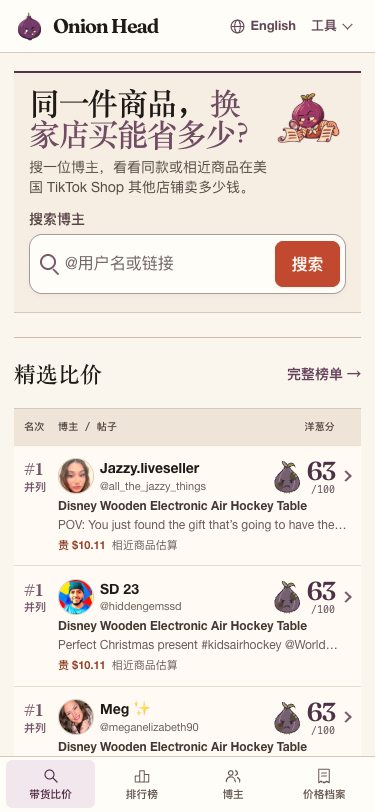 Onion Head
English
工具
同一件商品，换
家店买能省多少?
搜一位博主，看看同款或相近商品在美
国 TikTok Shop 其他店铺卖多少钱。
搜索博主
@用户名或链接
搜索
精选比价
完整榜单 →
名次 博主 / 帖子 洋葱分
#1 Jazzy.liveseller 63
并列 @all_the_jazzy_things /100
Disney Wooden Electronic Air Hockey Table
POV: You just found the gift that's going to have the…
贵 $10.11 相近商品估算
#1 SD 23 63
并列 @hiddengemssd /100
Disney Wooden Electronic Air Hockey Table
Perfect Christmas present #kidsairhockey @World…
贵 $10.11 相近商品估算
#1 Meg ✨ 63
并列 @meganelizabeth90 /100
Disney Wooden Electronic Air Hockey Table
带货比价 排行榜 博主 价格档案